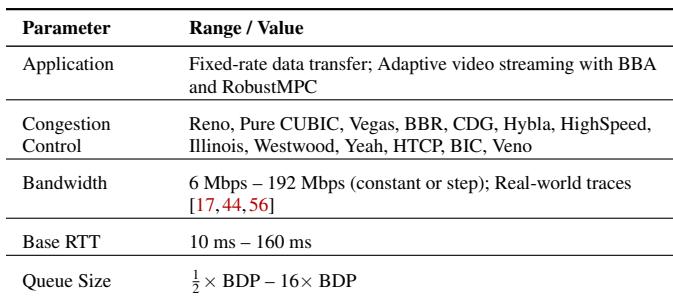 Parameter Range / Value
Application Fixed-rate data transfer; Adaptive video streaming with BBA
and RobustMPC
Congestion Reno, Pure CUBIC, Vegas, BBR, CDG, Hybla, HighSpeed,
Control Illinois, Westwood, Yeah, HTCP, BIC, Veno
Bandwidth 6 Mbps – 192 Mbps (constant or step); Real-world traces
[17,44,56]
Base RTT 10 ms – 160 ms
Queue Size ½× BDP – 16× BDP